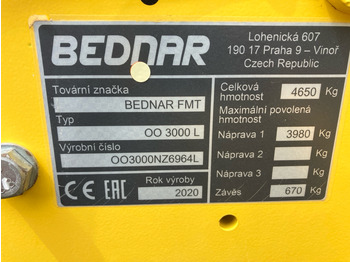 BEDNAR
Lohenická 607
190 17 Praha 9 – Vinoř
Czech Republic
Tovární značka
BEDNAR FMT
Typ
OO 3000 L
Výrobní číslo
OO3000NZ6964L
CE EAC
Rok výroby
2020
Celková hmotnost 4650 Kg
Maximální povolená hmotnost
Náprava 1 3980 Kg
Náprava 2 Kg
Náprava 3 Kg
Závěs 670 Kg